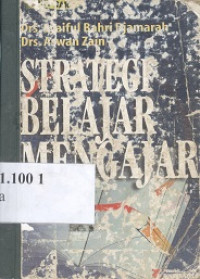 Drs. Syaiful Bahri Djamarah
Drs. Aswan Zain
STRATEGI
BELAJAR
MENGAJAR
1.100 1
a